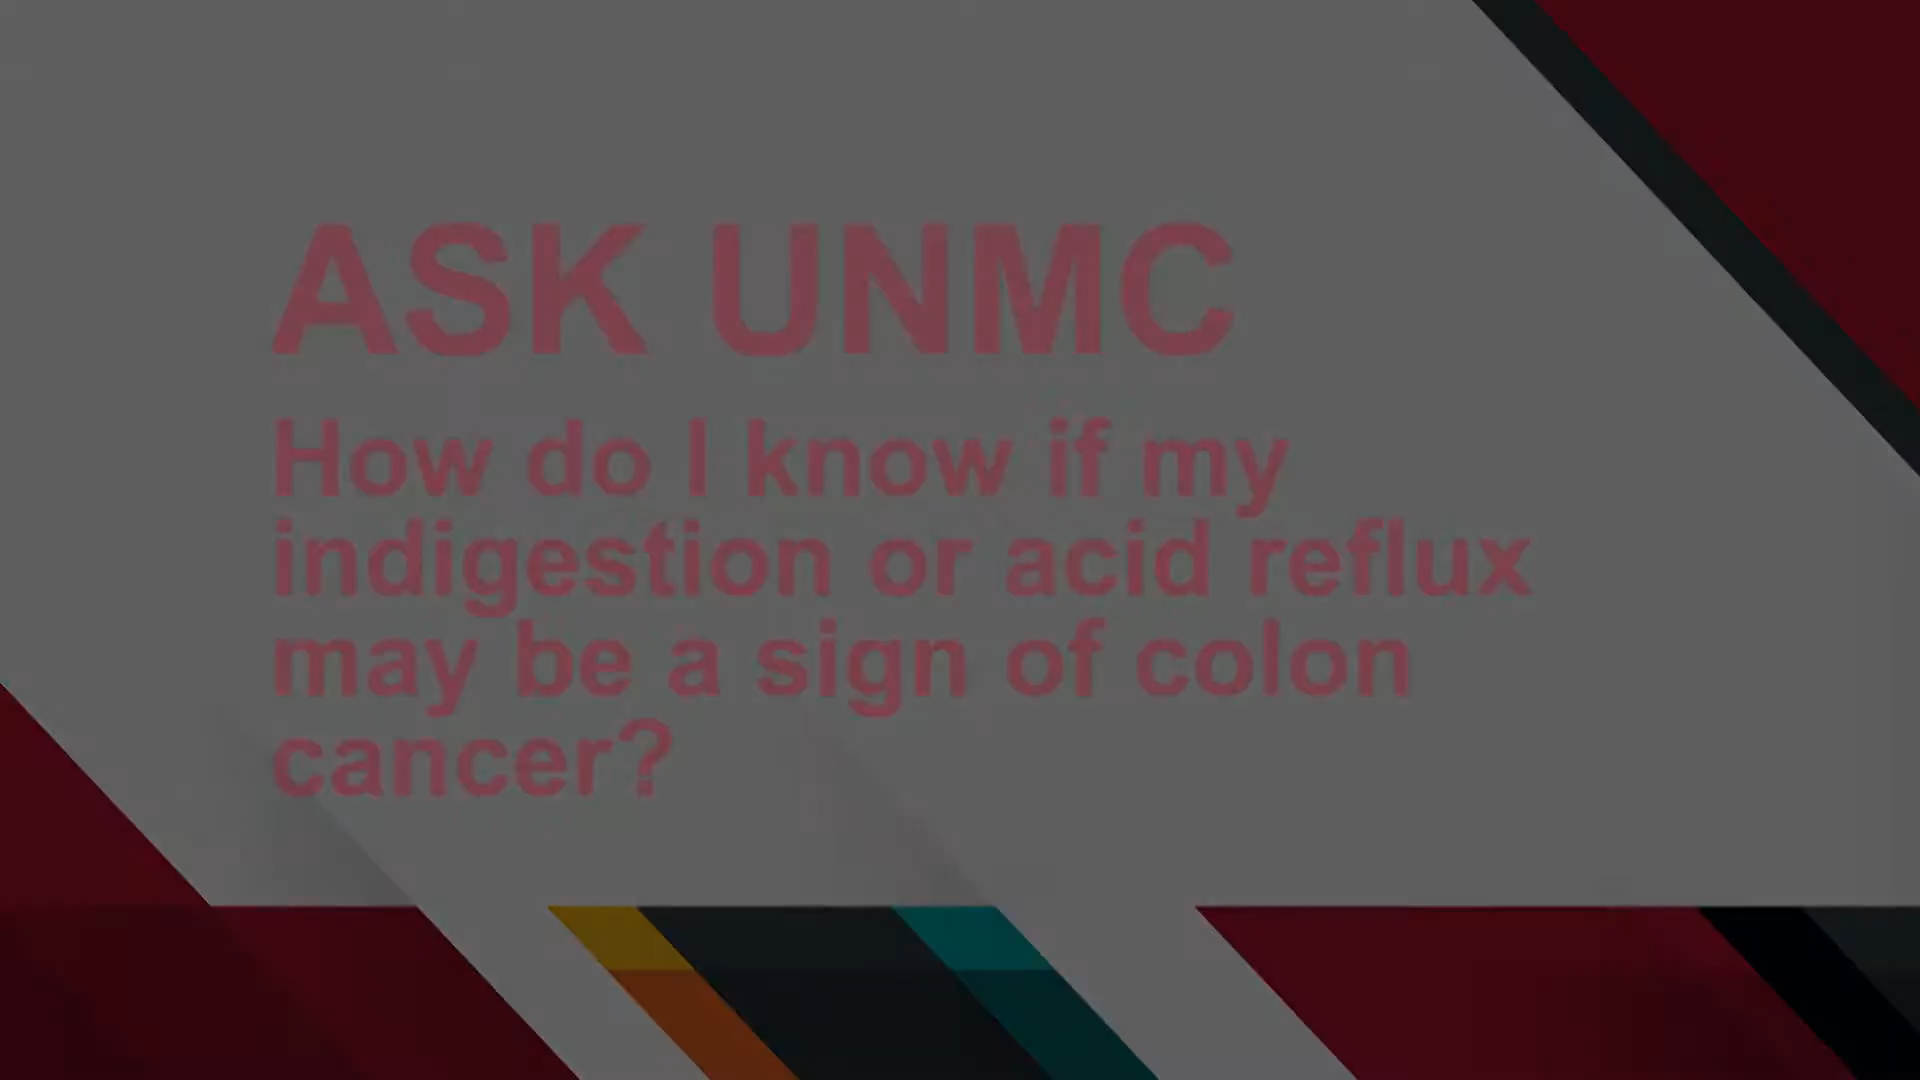 ASK UNMC
How do I know if my
indigestion or acid reflux
may be a sign of colon
cancer?